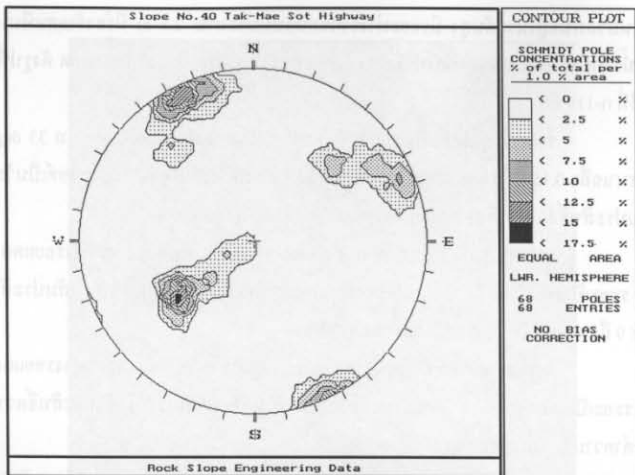 Slope No.40 Tak-Mae Sot Highway
N
W
E
S
Rock Slope Engineering Data
CONTOUR PLOT
SCHMIDT POLE
CONCENTRATIONS
% of total per
1.0 % area
0 %
< 2.5 %
< 5 %
< 7.5 %
< 10 %
< 12.5 %
< 15 %
< 17.5 %
EQUAL AREA
LWR. HEMISPHERE
68 POLES
68 ENTRIES
NO BIAS
CORRECTION